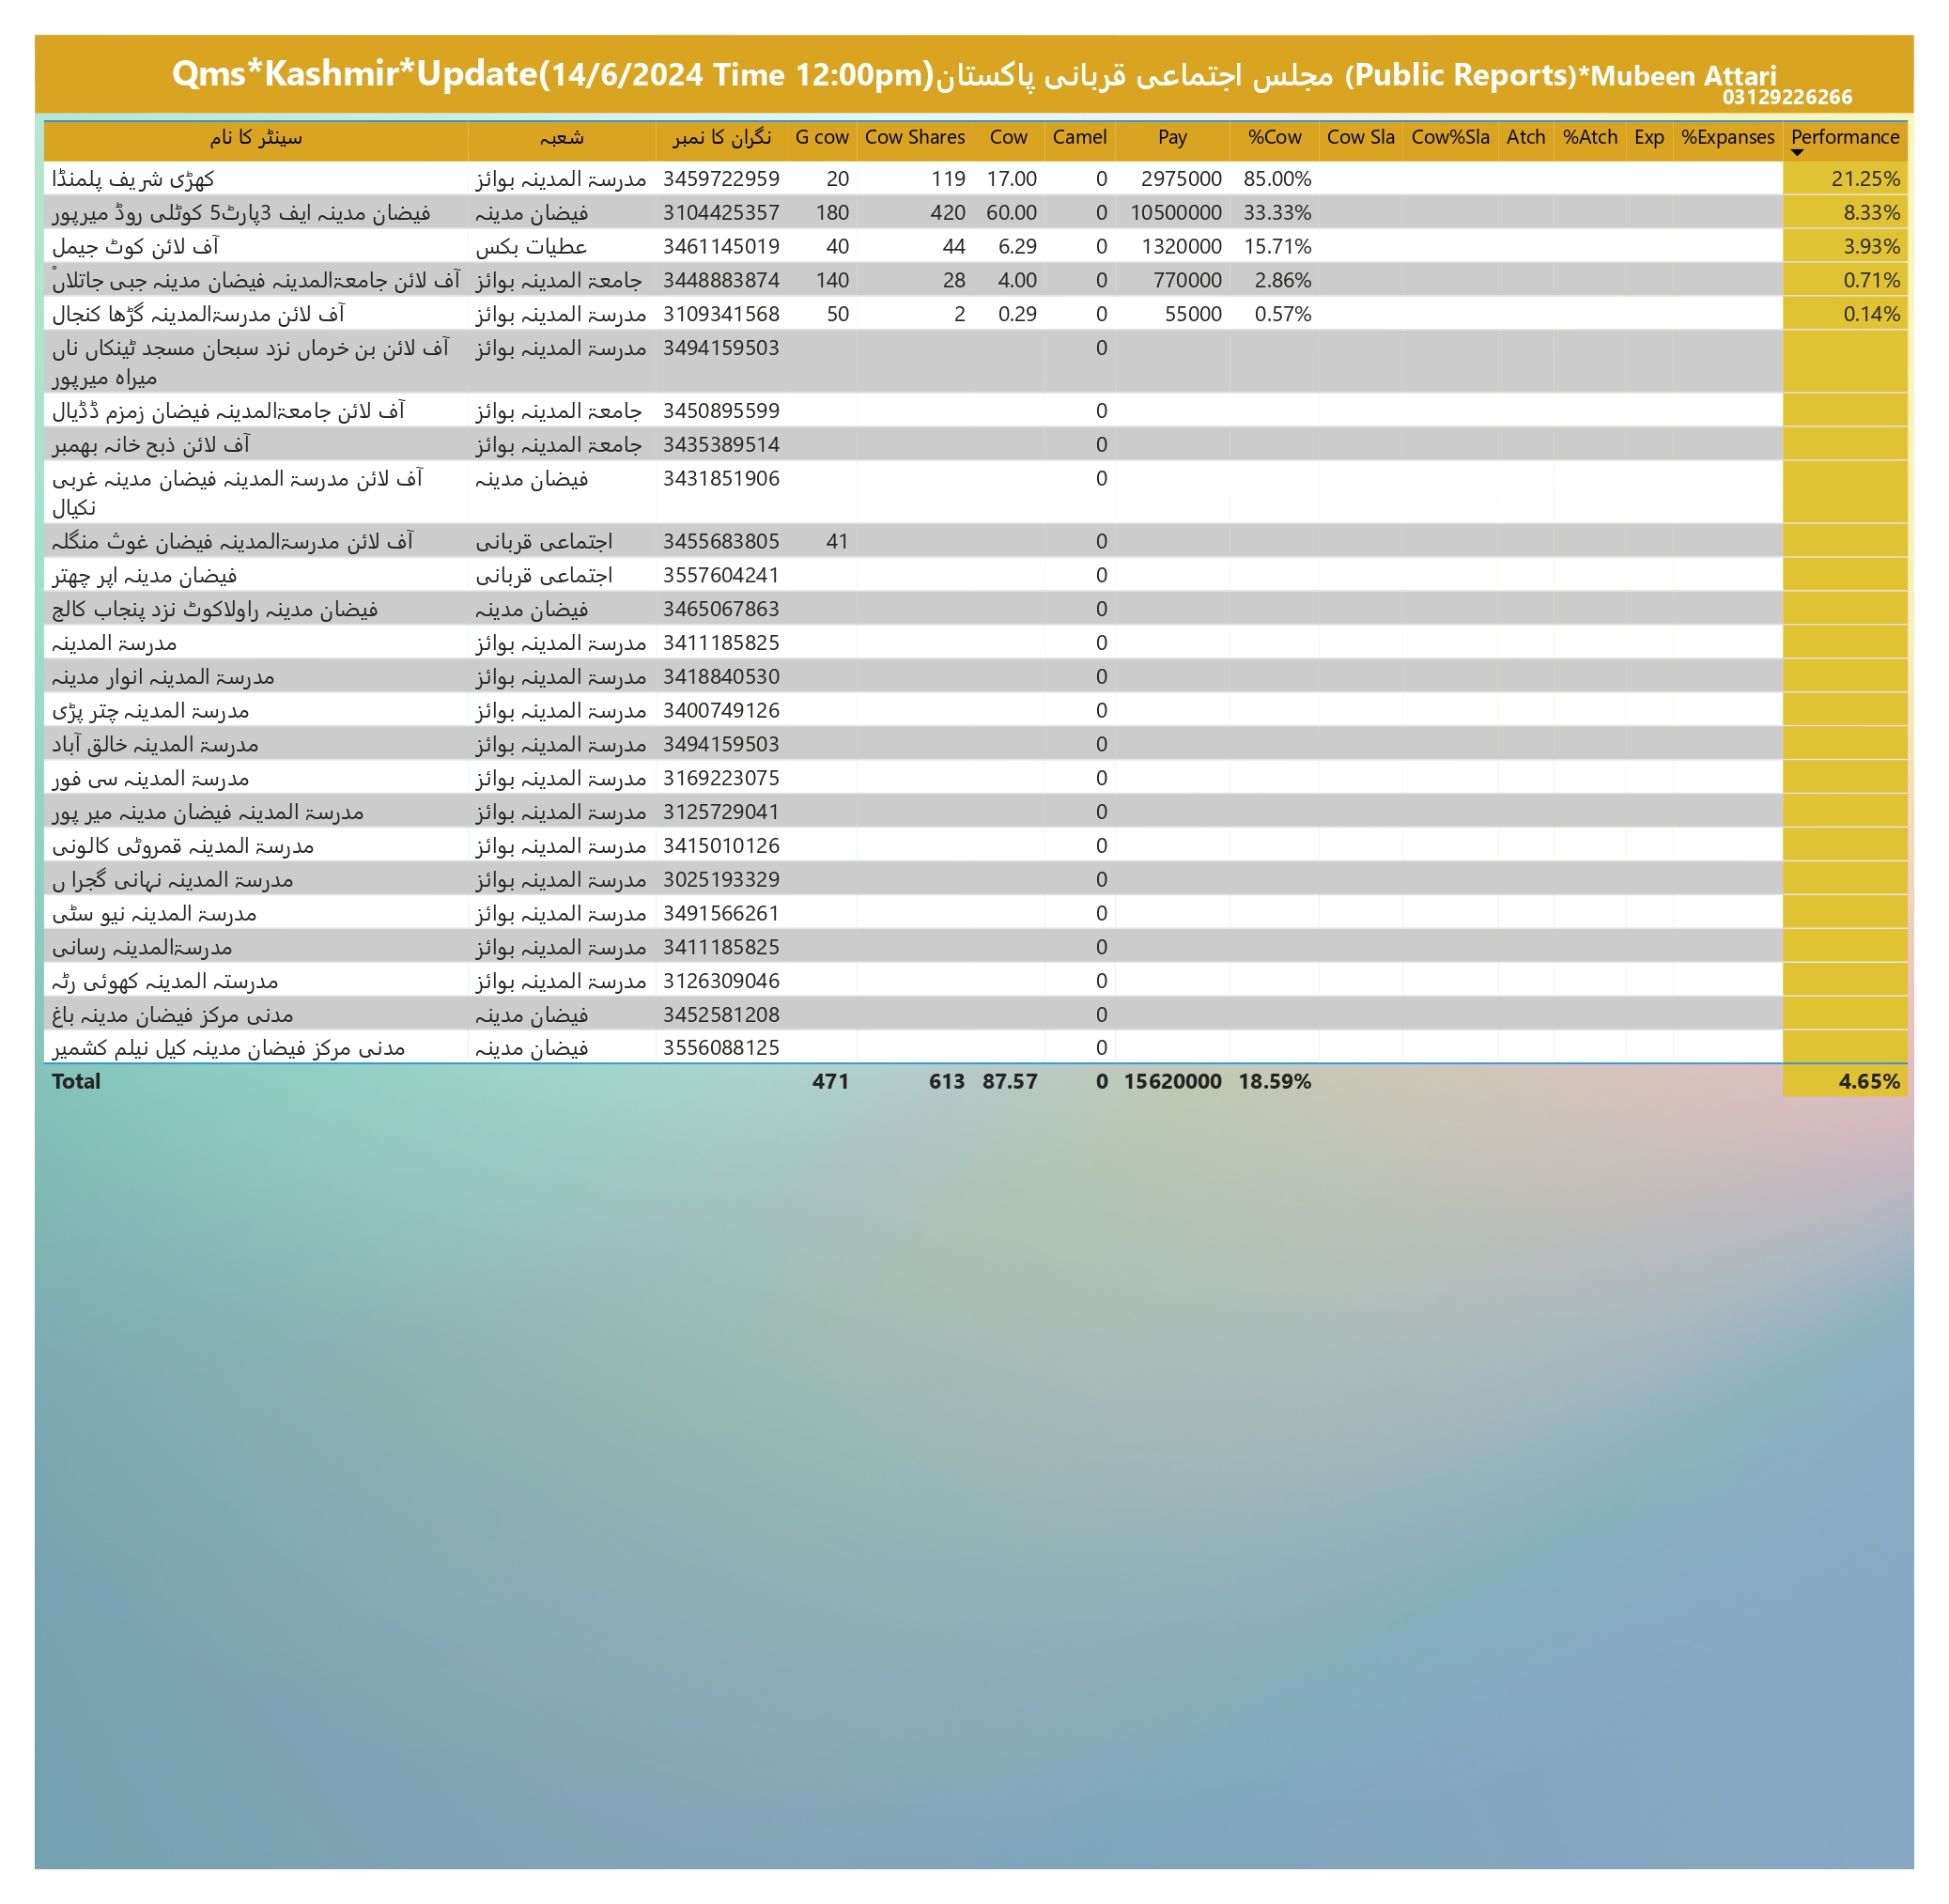 Qms*Kashmir*Update(14/6/2024 Time 12:00pm)مجلس اجتماعی قربانی پاکستان (Public Reports)*Mubeen Attari
03129226266
سینٹر کا نام شعبہ نگران کا نمبر G cow Cow Shares Cow Camel Pay %Cow Cow Sla Cow%Sla Atch %Atch Exp %Expanses Performance
کھڑی شریف پلمنڈا مدرسۃ المدینہ بوائز 3459722959 20 119 17.00 0 2975000 85.00% 21.25%
فیضان مدینہ ایف 3پارٹ5 کوٹلی روڈ میرپور فیضان مدینہ 3104425357 180 420 60.00 0 10500000 33.33% 8.33%
آف لائن کوٹ جیمل عطیات بکس 3461145019 40 44 6.29 0 1320000 15.71% 3.93%
آف لائن جامعۃالمدینہ فیضان مدینہ جبی جاتلاںْ جامعۃ المدینہ بوائز 3448883874 140 28 4.00 0 770000 2.86% 0.71%
آف لائن مدرسۃالمدینہ گڑھا کنجال مدرسۃ المدینہ بوائز 3109341568 50 2 0.29 0 55000 0.57% 0.14%
آف لائن بن خرماں نزد سبحان مسجد ٹینکاں ناں مدرسۃ المدینہ بوائز 3494159503 0
میراہ میرپور
آف لائن جامعۃالمدینہ فیضان زمزم ڈڈیال جامعۃ المدینہ بوائز 3450895599 0
آف لائن ذبح خانہ بھمبر جامعۃ المدینہ بوائز 3435389514 0
آف لائن مدرسۃ المدینہ فیضان مدینہ غربی فیضان مدینہ 3431851906 0
نکیال
آف لائن مدرسۃالمدینہ فیضان غوث منگلہ اجتماعی قربانی 3455683805 41 0
فیضان مدینہ اپر چھتر اجتماعی قربانی 3557604241 0
فیضان مدینہ راولاکوٹ نزد پنجاب کالج فیضان مدینہ 3465067863 0
مدرسۃ المدینہ مدرسۃ المدینہ بوائز 3411185825 0
مدرسۃ المدینہ انوار مدینہ مدرسۃ المدینہ بوائز 3418840530 0
مدرسۃ المدینہ چتر پڑی مدرسۃ المدینہ بوائز 3400749126 0
مدرسۃ المدینہ خالق آباد مدرسۃ المدینہ بوائز 3494159503 0
مدرسۃ المدینہ سی فور مدرسۃ المدینہ بوائز 3169223075 0
مدرسۃ المدینہ فیضان مدینہ میر پور مدرسۃ المدینہ بوائز 3125729041 0
مدرسۃ المدینہ قمروٹی کالونی مدرسۃ المدینہ بوائز 3415010126 0
مدرسۃ المدینہ نہانی گجرا ں مدرسۃ المدینہ بوائز 3025193329 0
مدرسۃ المدینہ نیو سٹی مدرسۃ المدینہ بوائز 3491566261 0
مدرسۃالمدینہ رسانی مدرسۃ المدینہ بوائز 3411185825 0
مدرستہ المدینہ کھوئی رٹہ مدرسۃ المدینہ بوائز 3126309046 0
مدنی مرکز فیضان مدینہ باغ فیضان مدینہ 3452581208 0
مدنی مرکز فیضان مدینہ کیل نیلم کشمیر فیضان مدینہ 3556088125 0
Total 471 613 87.57 0 15620000 18.59% 4.65%